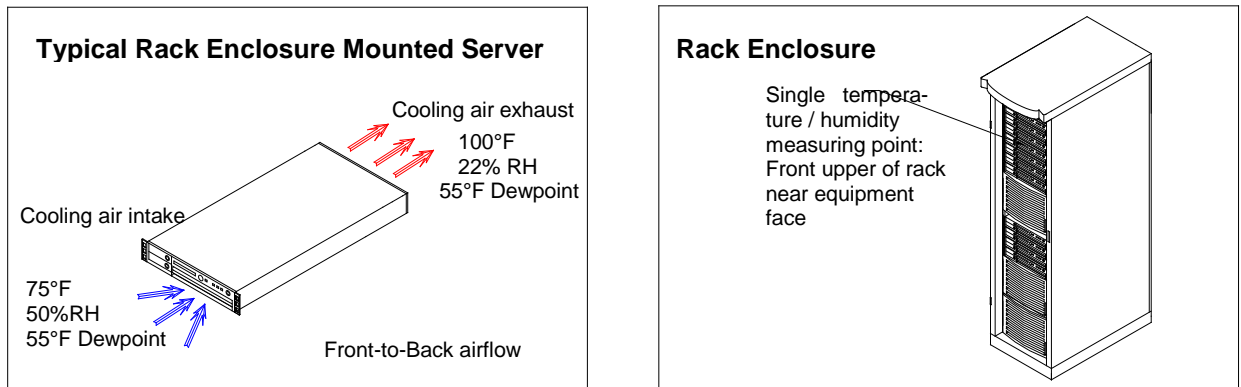 Typical Rack Enclosure Mounted Server
Cooling air exhaust
100°F
22% RH
55°F Dewpoint
Cooling air intake
75°F
50%RH
55°F Dewpoint
Front-to-Back airflow
Rack Enclosure
Single tempera-
ture / humidity
measuring point:
Front upper of rack
near equipment
face